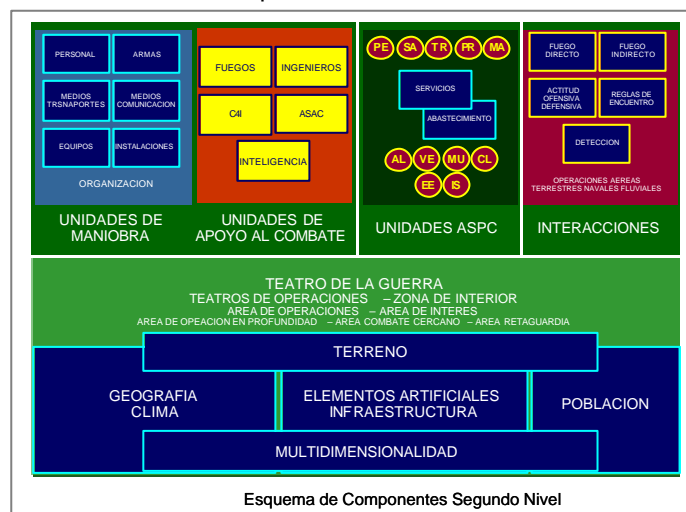 PERSONAL
ARMAS
MEDIOS
TRSNAPORTES
MEDIOS
COMUNICACION
EQUIPOS
INSTALACIONES
ORGANIZACION
UNIDADES DE
MANIOBRA
FUEGOS
INGENIEROS
C4I
ASAC
INTELIGENCIA
UNIDADES DE
APOYO AL COMBATE
PE SA TR PR MA
SERVICIOS
ABASTECIMIENTO
AL VE MU CL
EE IS
UNIDADES ASPC
FUEGO
DIRECTO
FUEGO
INDIRECTO
ACTITUD
OFENSIVA
DEFENSIVA
REGLAS DE
ENCUENTRO
DETECCION
OPERACIONES AEREAS
TERRESTRES NAVALES FLUVIALES
INTERACCIONES
TEATRO DE LA GUERRA
TEATROS DE OPERACIONES – ZONA DE INTERIOR
AREA DE OPERACIONES – AREA DE INTERES
AREA DE OPEACION EN PROFUNDIDAD – AREA COMBATE CERCANO – AREA RETAGUARDIA
TERRENO
GEOGRAFIA
CLIMA
ELEMENTOS ARTIFICIALES
INFRAESTRUCTURA
POBLACION
MULTIDIMENSIONALIDAD
Esquema de Componentes Segundo Nivel